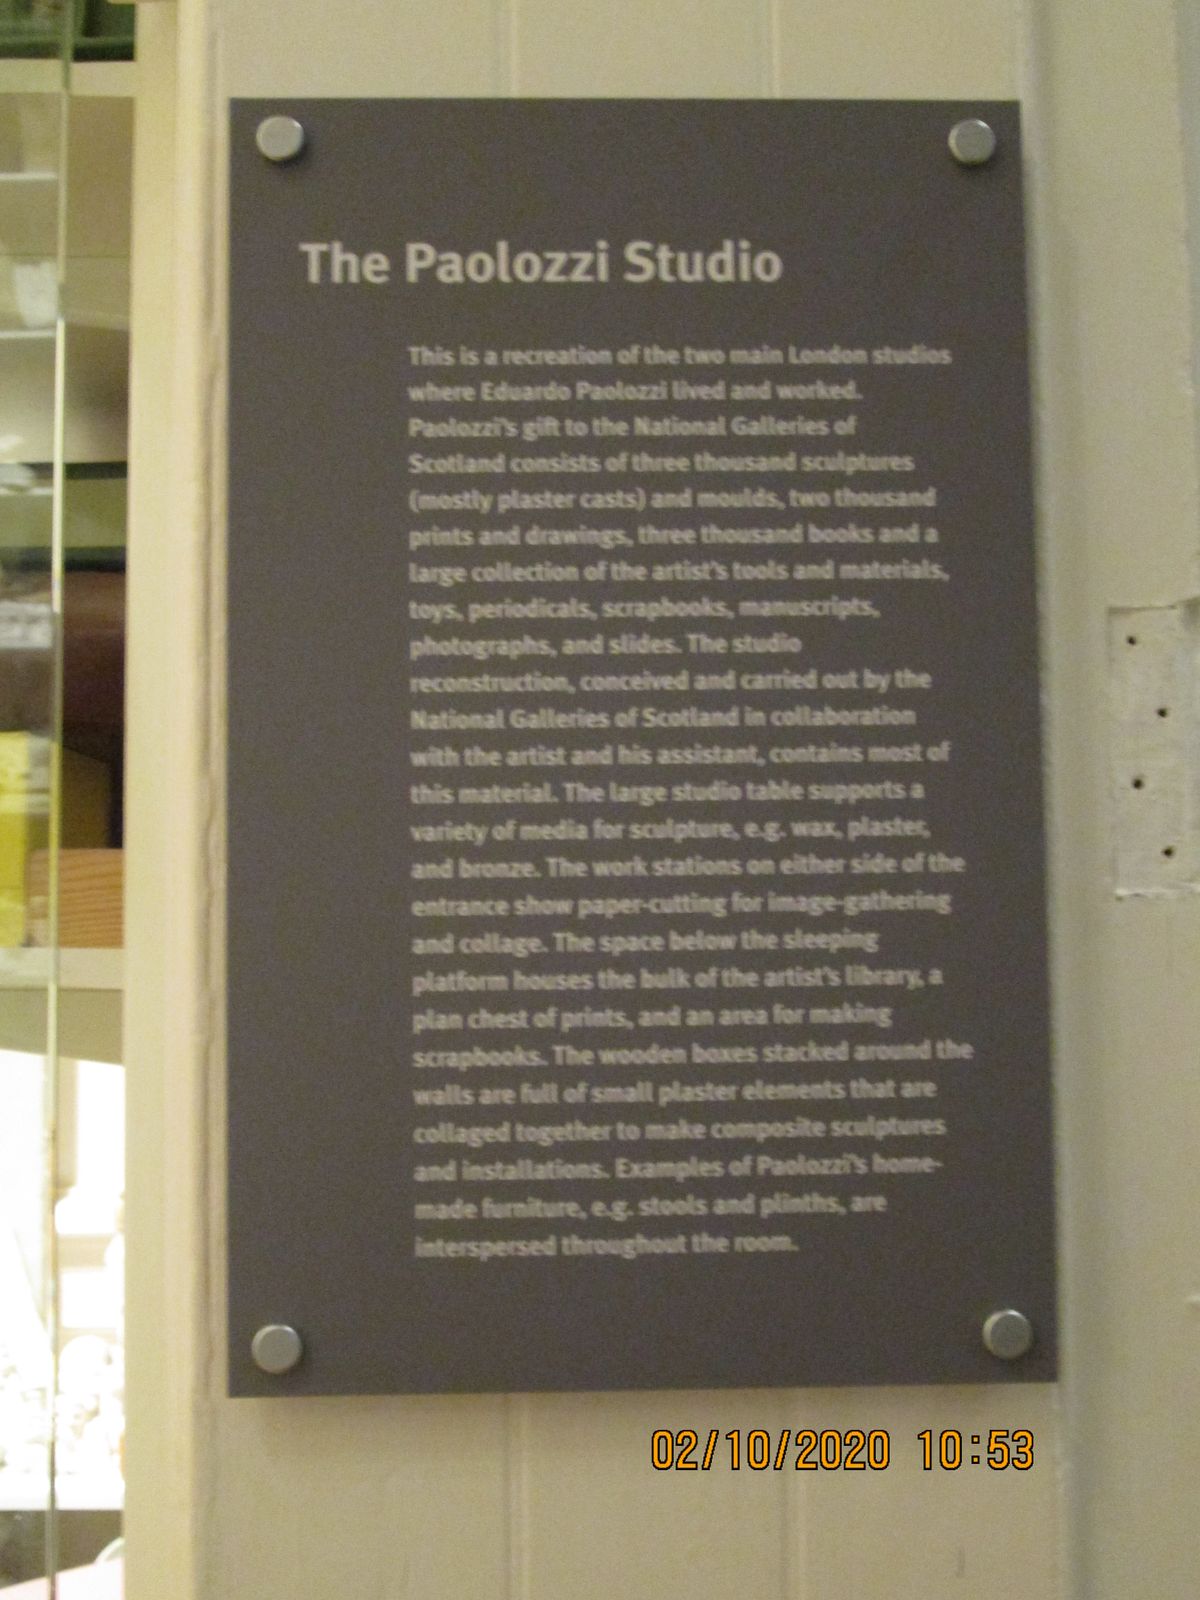 The Paolozzi Studio
This is a recreation of the two main London studios
where Eduardo Paolozzi lived and worked.
Paolozzi's gift to the National Galleries of
Scotland consists of three thousand sculptures
(mostly plaster casts) and moulds, two thousand
prints and drawings, three thousand books and a
large collection of the artist's tools and materials,
toys, periodicals, scrapbooks, manuscripts,
photographs, and slides. The studio
reconstruction, conceived and carried out by the
National Galleries of Scotland in collaboration
with the artist and his assistant, contains most of
this material. The large studio table supports a
variety of media for sculpture, e.g. wax, plaster,
and bronze. The work stations on either side of the
entrance show paper-cutting for image-gathering
and collage. The space below the sleeping
platform houses the bulk of the artist's library, a
plan chest of prints, and an area for making
scrapbooks. The wooden boxes stacked around the
walls are full of small plaster elements that are
collaged together to make composite sculptures
and installations. Examples of Paolozzi's home-
made furniture, e.g. stools and plinths, are
interspersed throughout the room.
02/10/2020 10:53